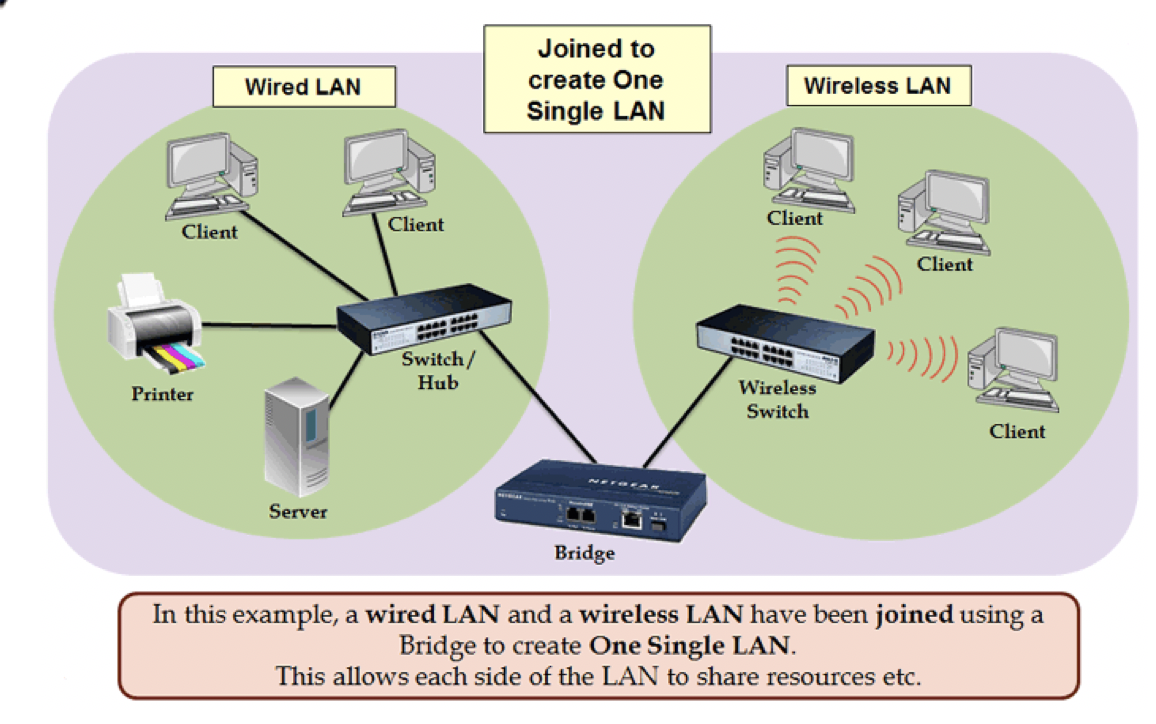 Joined to
create One
Single LAN
Wired LAN
Wireless LAN
Client
Client
Client
Client
Printer
Switch/
Hub
Wireless
Switch
Client
Server
NETGEAR
NETGEAR
Bridge
In this example, a wired LAN and a wireless LAN have been joined using a
Bridge to create One Single LAN.
This allows each side of the LAN to share resources etc.